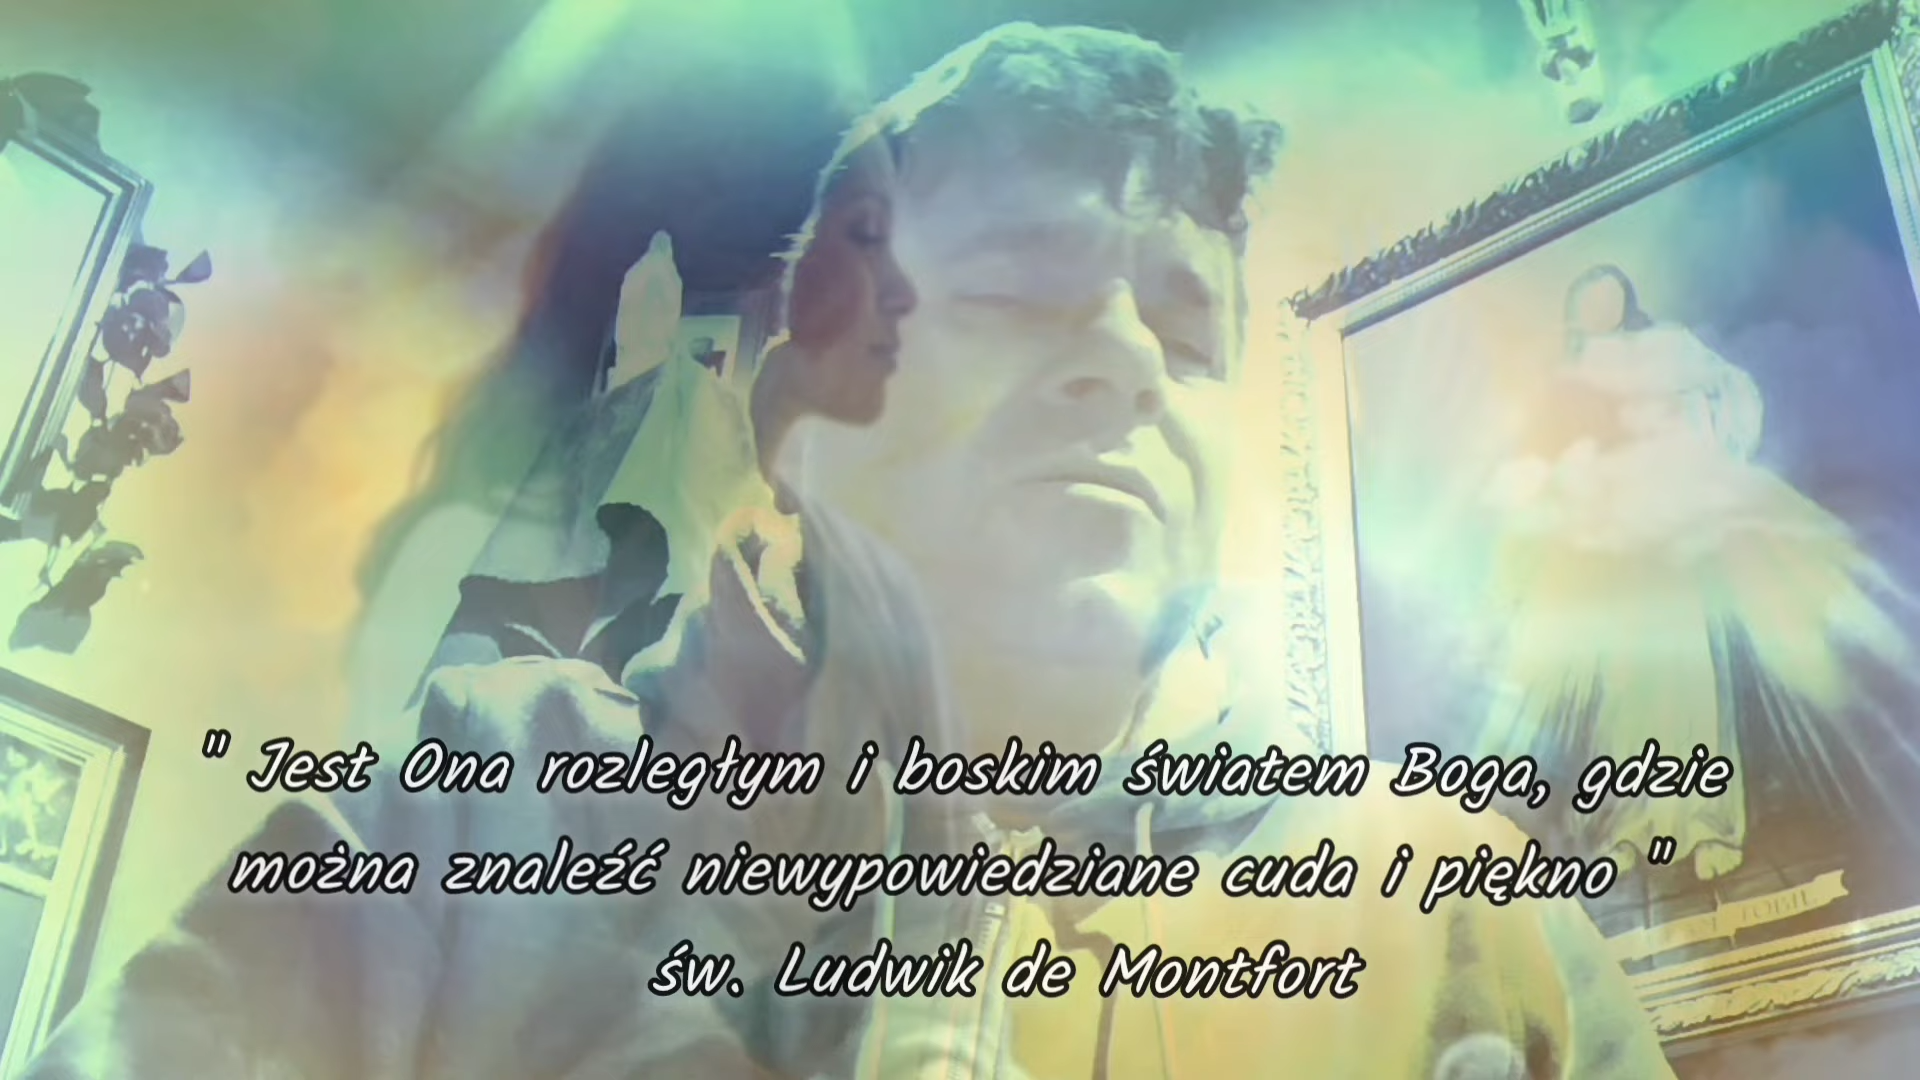 " Jest Ona rozległym i boskim światem Boga, gdzie
można znaleźć niewypowiedziane cuda i piękno "
św. Ludwik de Montfort